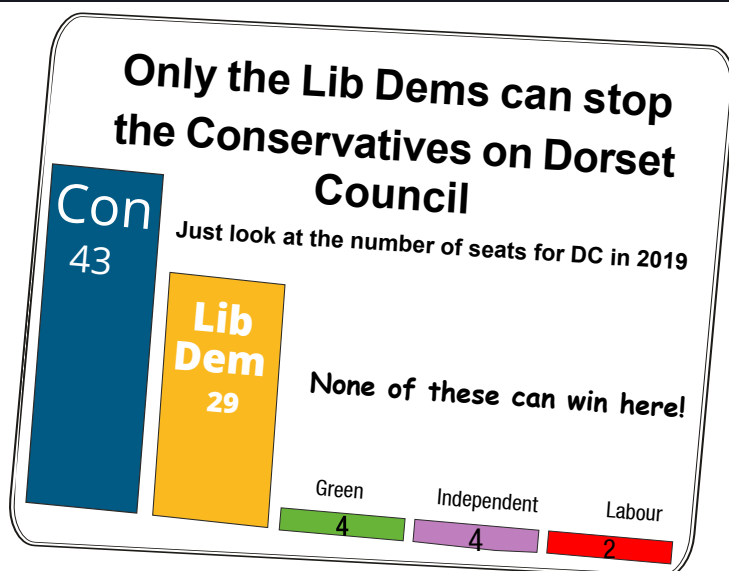 Only the Lib Dems can stop
the Conservatives on Dorset
Council
Just look at the number of seats for DC in 2019
Con
43
Lib
Dem
29
None of these can win here!
Green
4
Independent
4
Labour
2